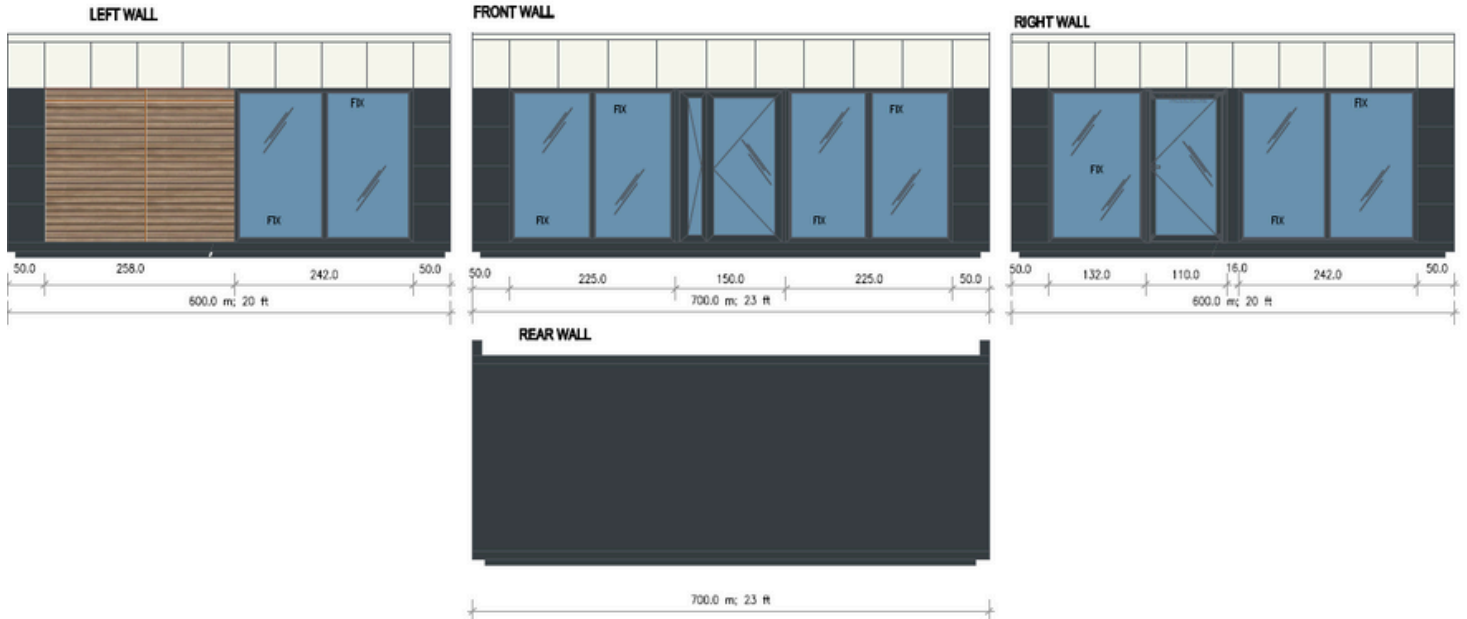 LEFT WALL
FRONT WALL
RIGHT WALL
FIX
FIX
FIX
FIX
FIX
FIX
FIX
FIX
FIX
FIX
FIX
50.0 258.0 242.0 50.0
600.0 m; 20 ft
50.0 225.0 150.0 225.0 50.0
700.0 m; 23 ft
50.0 132.0 110.0 16.0 242.0 50.0
600.0 m; 20 ft
REAR WALL
700.0 m; 23 ft